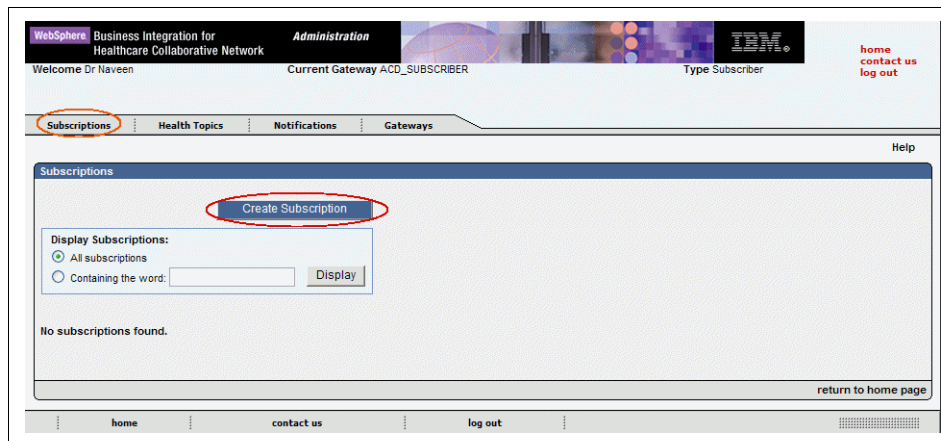 WebSphere Business Integration for Healthcare Collaborative Network
Administration
IBM®
home
contact us
log out
Welcome Dr Naveen
Current Gateway ACD_SUBSCRIBER
Type Subscriber
Subscriptions
Health Topics
Notifications
Gateways
Help
Subscriptions
Create Subscription
Display Subscriptions:
All subscriptions
Containing the word:
Display
No subscriptions found.
return to home page
home
contact us
log out